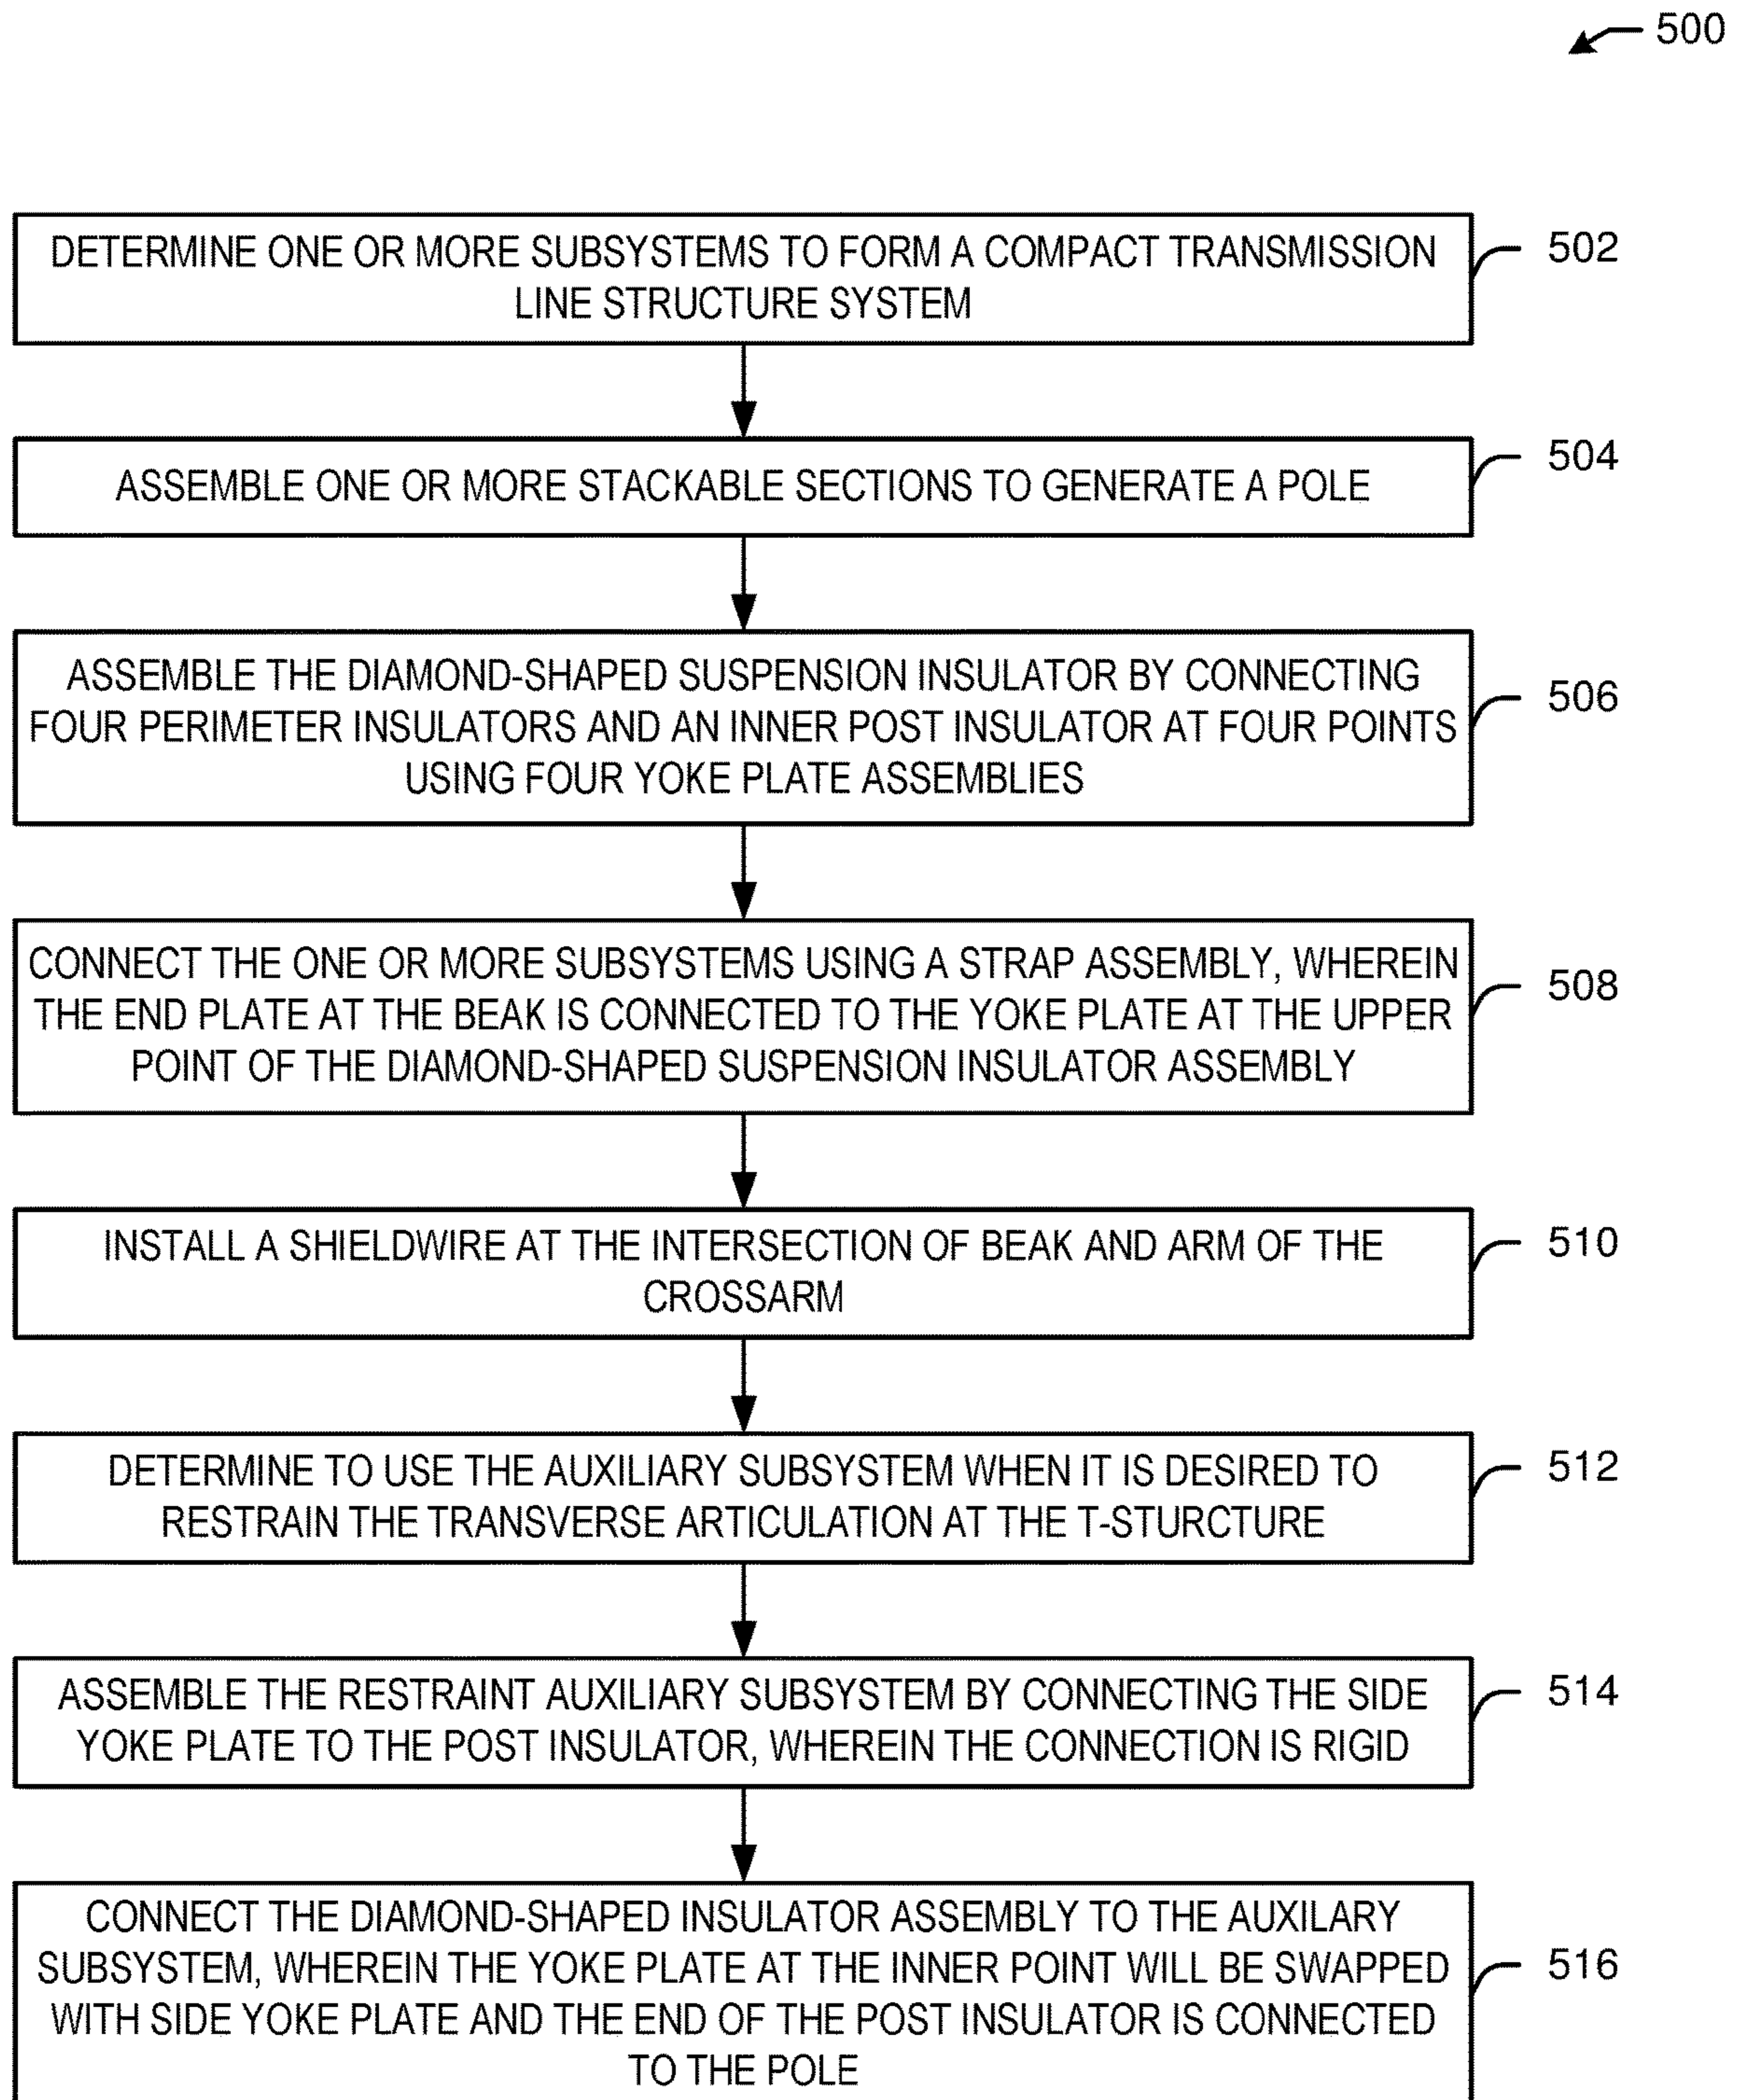 500
DETERMINE ONE OR MORE SUBSYSTEMS TO FORM A COMPACT TRANSMISSION
LINE STRUCTURE SYSTEM
502
ASSEMBLE ONE OR MORE STACKABLE SECTIONS TO GENERATE A POLE
504
ASSEMBLE THE DIAMOND-SHAPED SUSPENSION INSULATOR BY CONNECTING
FOUR PERIMETER INSULATORS AND AN INNER POST INSULATOR AT FOUR POINTS
USING FOUR YOKE PLATE ASSEMBLIES
506
CONNECT THE ONE OR MORE SUBSYSTEMS USING A STRAP ASSEMBLY, WHEREIN
THE END PLATE AT THE BEAK IS CONNECTED TO THE YOKE PLATE AT THE UPPER
POINT OF THE DIAMOND-SHAPED SUSPENSION INSULATOR ASSEMBLY
508
INSTALL A SHIELDWIRE AT THE INTERSECTION OF BEAK AND ARM OF THE
CROSSARM
510
DETERMINE TO USE THE AUXILIARY SUBSYSTEM WHEN IT IS DESIRED TO
RESTRAIN THE TRANSVERSE ARTICULATION AT THE T-STURCTURE
512
ASSEMBLE THE RESTRAINT AUXILIARY SUBSYSTEM BY CONNECTING THE SIDE
YOKE PLATE TO THE POST INSULATOR, WHEREIN THE CONNECTION IS RIGID
514
CONNECT THE DIAMOND-SHAPED INSULATOR ASSEMBLY TO THE AUXILARY
SUBSYSTEM, WHEREIN THE YOKE PLATE AT THE INNER POINT WILL BE SWAPPED
WITH SIDE YOKE PLATE AND THE END OF THE POST INSULATOR IS CONNECTED
TO THE POLE
516